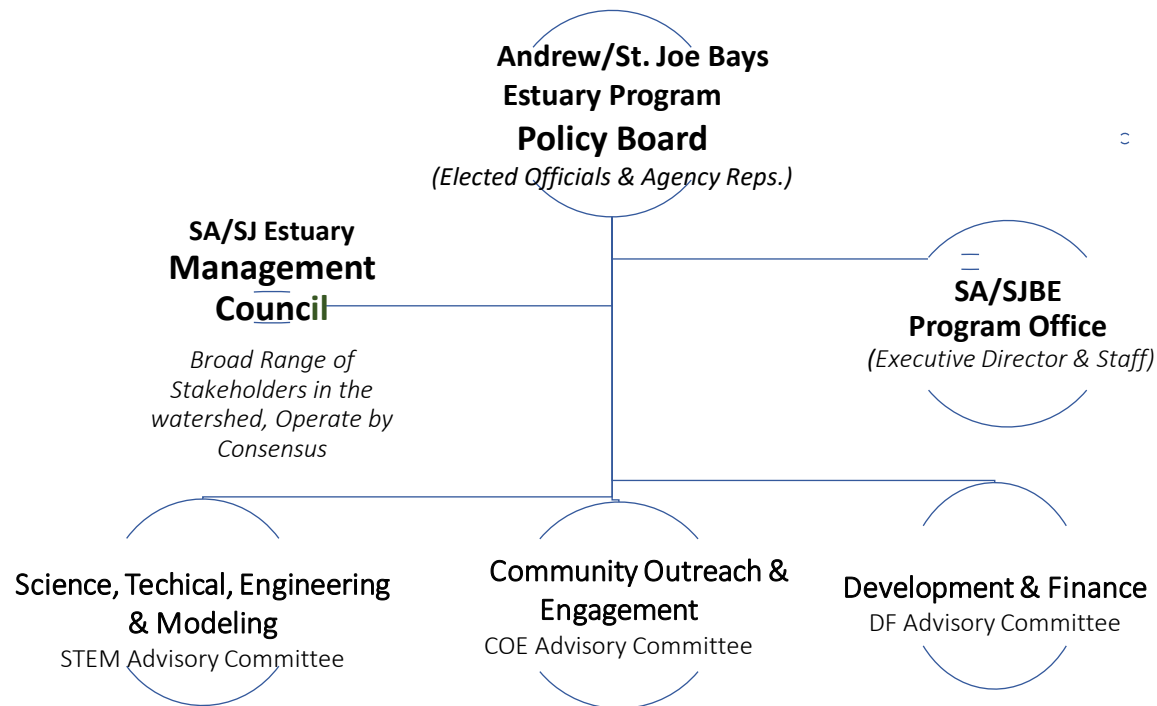 Andrew/St. Joe Bays
Estuary Program
Policy Board
(Elected Officials & Agency Reps.)
SA/SJ Estuary
Management
Council
Broad Range of
Stakeholders in the
watershed, Operate by
Consensus
SA/SJBE
Program Office
(Executive Director & Staff)
Science, Techical, Engineering
& Modeling
STEM Advisory Committee
Community Outreach &
Engagement
COE Advisory Committee
Development & Finance
DF Advisory Committee